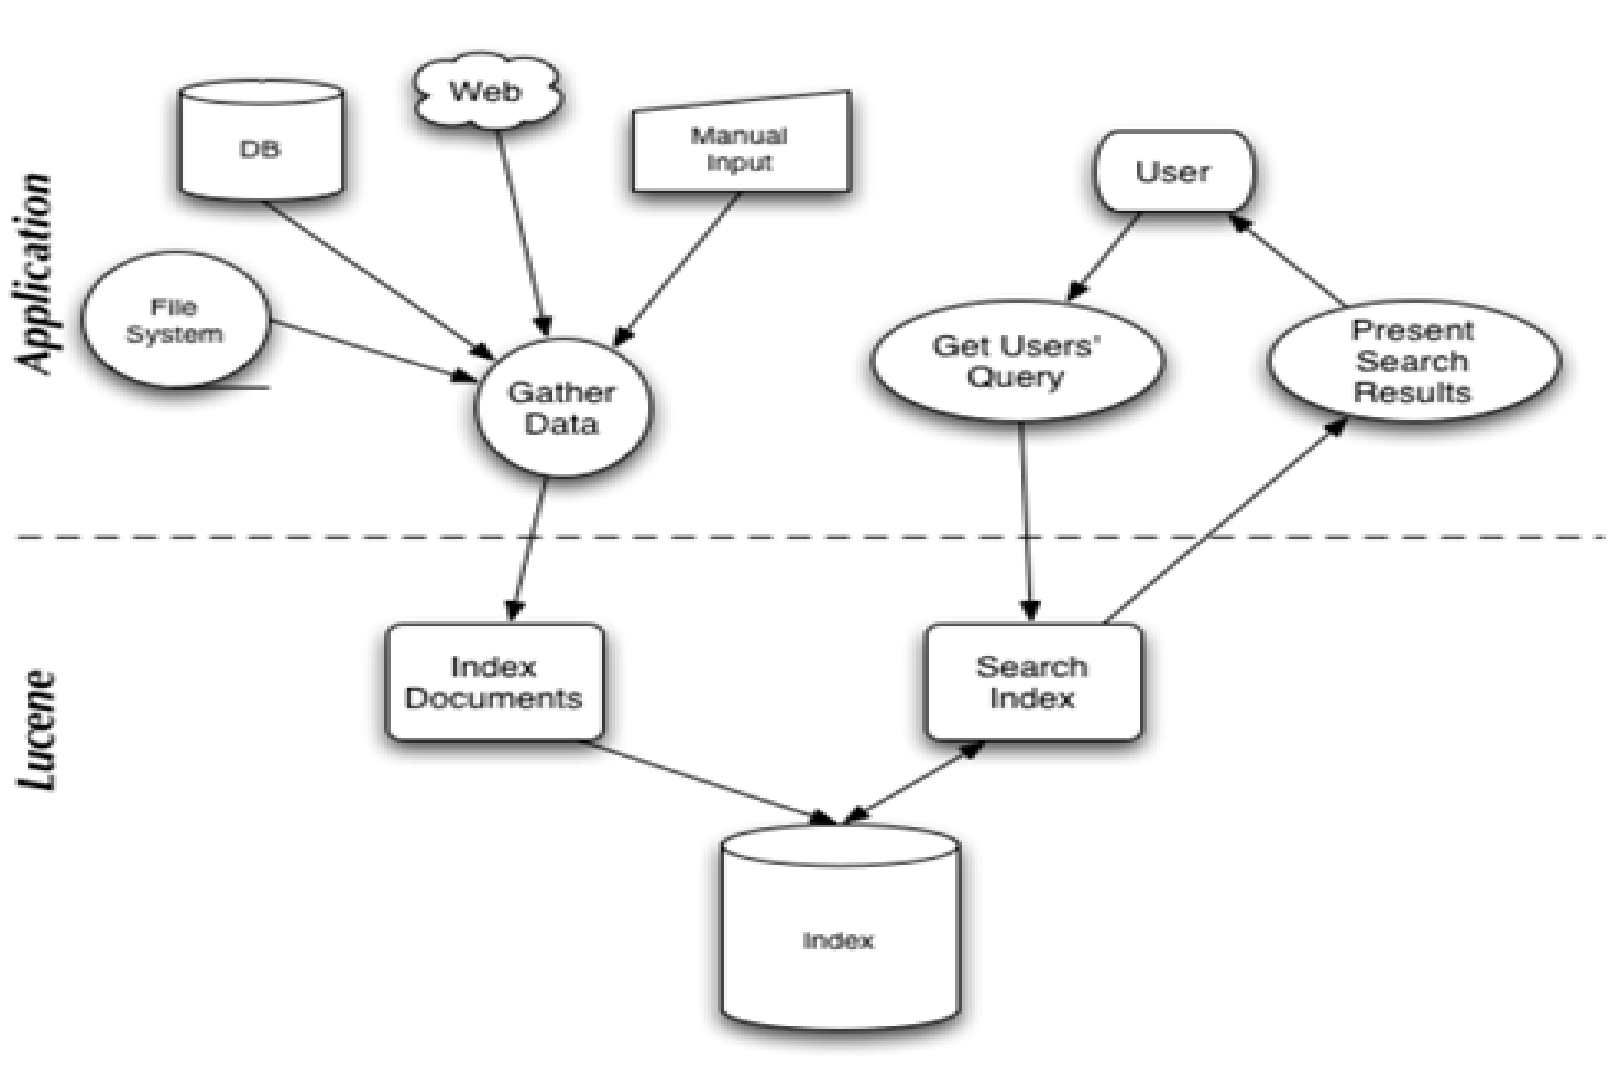 Web
DB
Manual
Input
User
File
System
Application
Gather
Data
Get Users'
Query
Present
Search
Results
Index
Documents
Search
Index
Lucene
Index